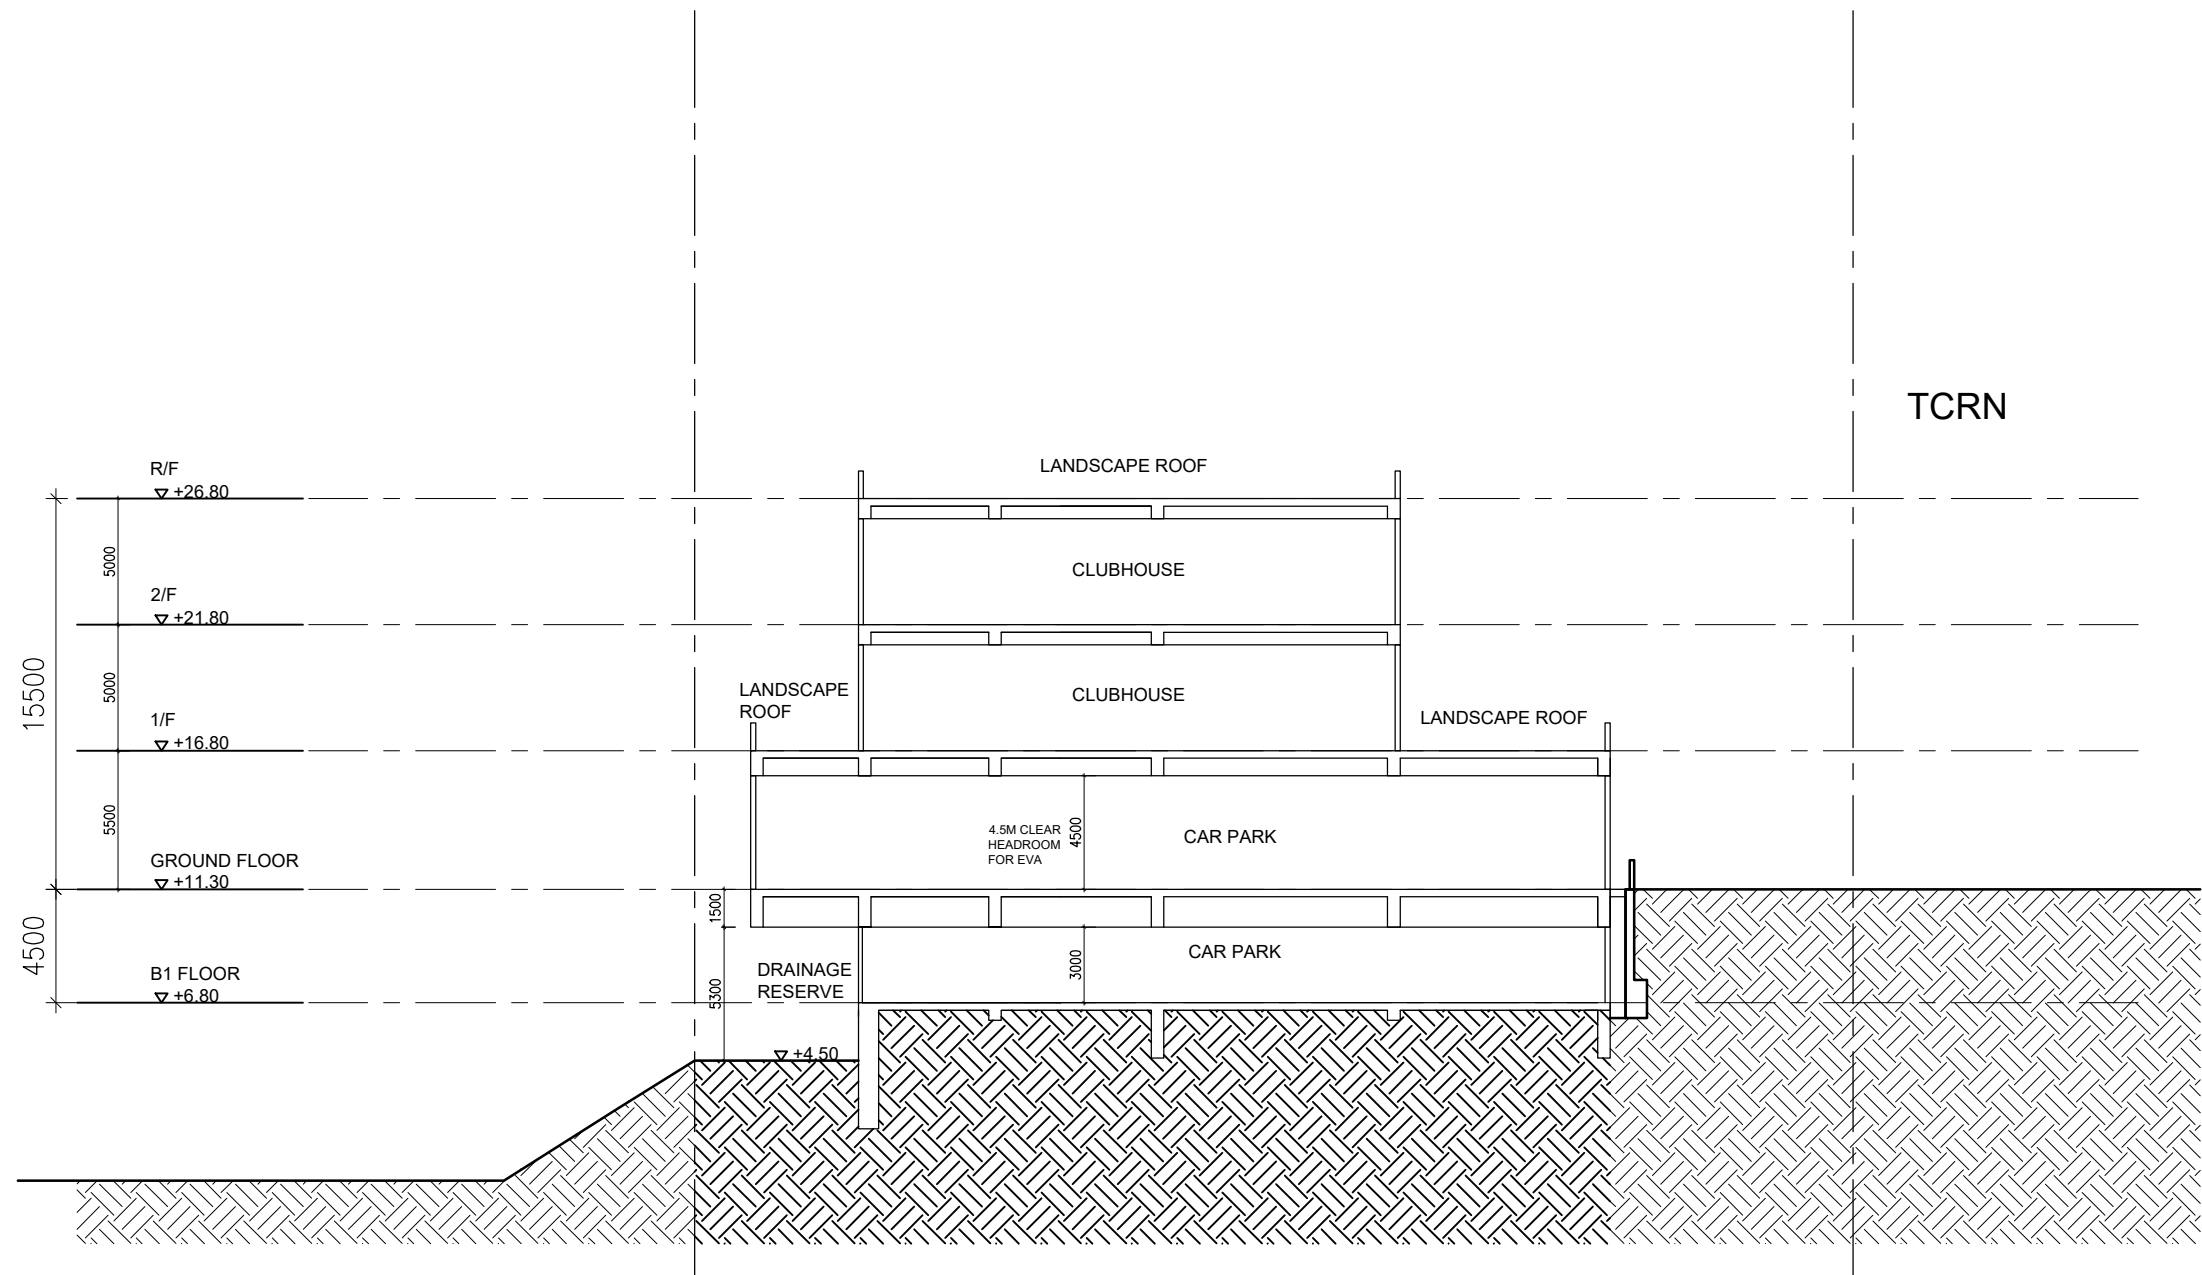 TCRN
LANDSCAPE ROOF
R/F
+26.80
5000
CLUBHOUSE
2/F
+21.80
15500
5000
LANDSCAPE
ROOF
CLUBHOUSE
LANDSCAPE ROOF
1/F
+16.80
5500
4.5M CLEAR
HEADROOM
FOR EVA
4500
CAR PARK
GROUND FLOOR
+11.30
1500
4500
CAR PARK
B1 FLOOR
+6.80
DRAINAGE
RESERVE
5300
3000
+4.50